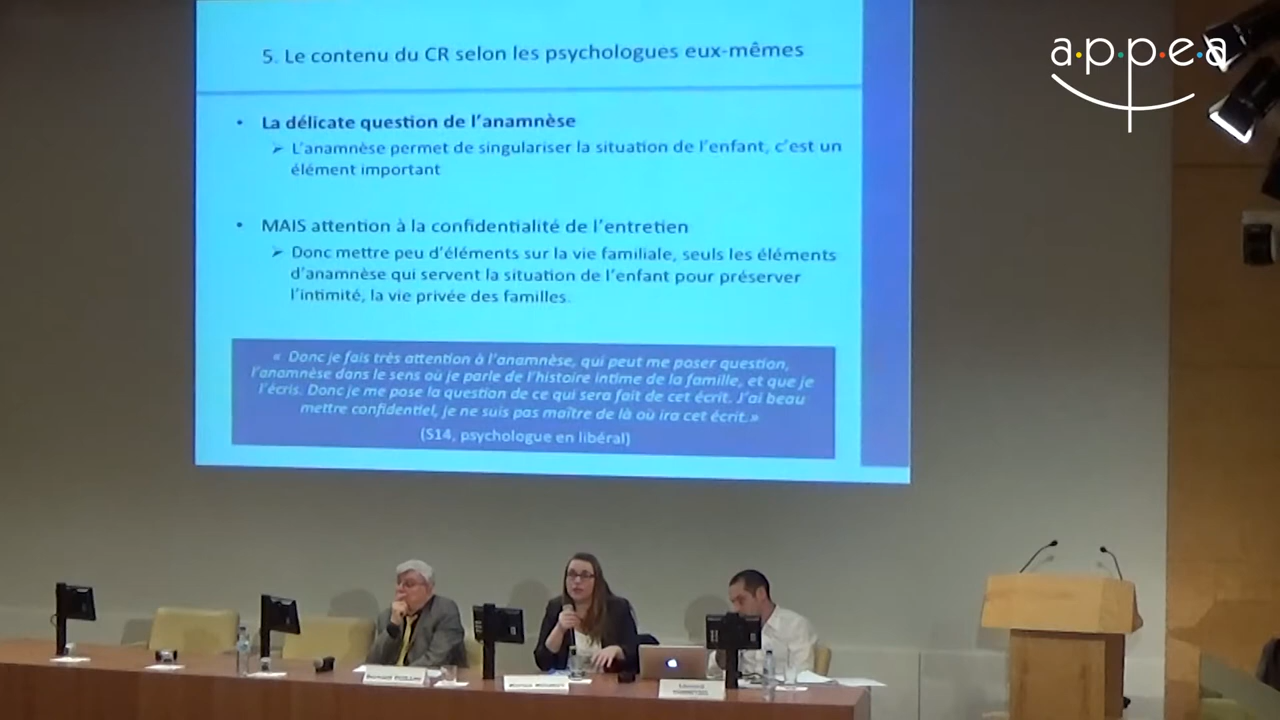 5. Le contenu du CR selon les psychologues eux-mêmes
a.p.p.e.a
• La délicate question de l'anamnèse
➢ L'anamnèse permet de singulariser la situation de l'enfant, c'est un
élément important
• MAIS attention à la confidentialité de l'entretien
➢ Donc mettre peu d'éléments sur la vie familiale, seuls les éléments
d'anamnèse qui servent la situation de l'enfant pour préserver
l'intimité, la vie privée des familles.
« Donc je fais très attention à l'anamnèse, qui peut me poser question,
l'anamnèse dans le sens où je parle de l'histoire intime de la famille, et que je
l'écris. Donc je me pose la question de ce qui sera fait de cet écrit. J'ai beau
mettre confidentiel, je ne suis pas maître de là où ira cet écrit.»
(S14, psychologue en libéral)